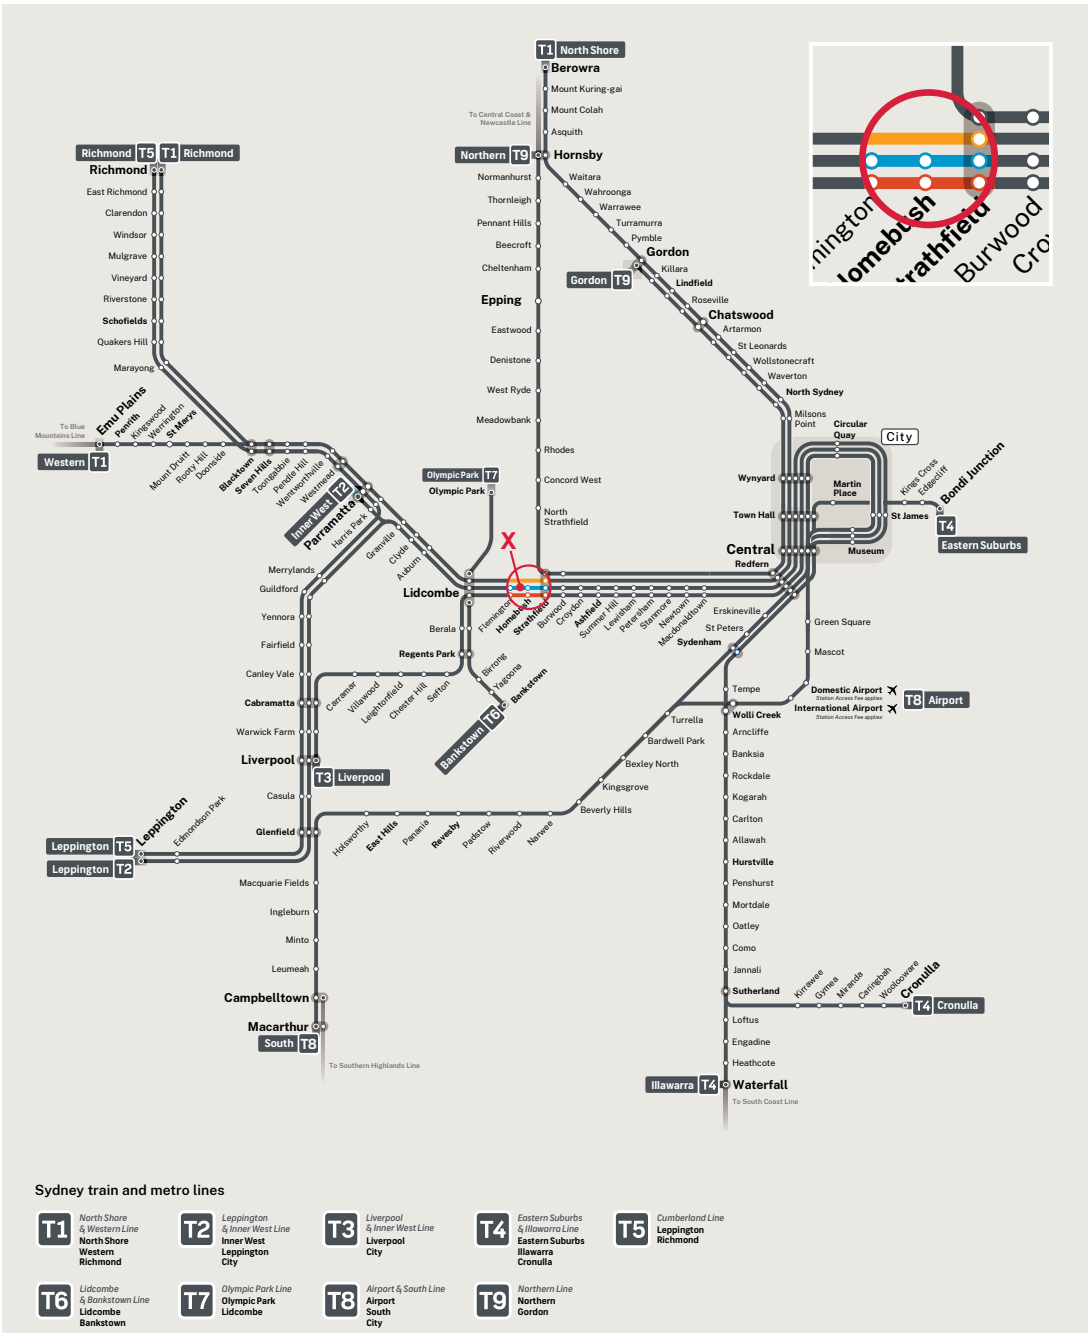 T1 North Shore
Berowra
Mount Kuring-gai
Mount Colah
Asquith
To Central Coast &
Newcastle Line
Northern T9
Hornsby
Normanhurst
Thornleigh
Pennant Hills
Beecroft
Cheltenham
Epping
Eastwood
Denistone
West Ryde
Meadowbank
Rhodes
Concord West
North
Strathfield
Waitara
Wahroonga
Warrawee
Turramurra
Pymble
Gordon
Gordon T9
Killara
Lindfield
Roseville
Chatswood
Artarmon
St Leonards
Wollstonecraft
Waverton
North Sydney
Milsons
Point
mington
Homebush
trathfield
Burwood
Cro
Richmond T5 T1 Richmond
Richmond
East Richmond
Clarendon
Windsor
Mulgrave
Vineyard
Riverstone
Schofields
Quakers Hill
Marayong
To Blue
Mountains Line
Western T1
Emu Plains
Penrith
Kingswood
Werrington
St Marys
Mount Druitt
Rooty Hill
Doonside
Blacktown
Seven Hills
Toongabbie
Pendle Hill
Wentworthville
Westmead
Inner West T2
Parramatta
Harris Park
Granville
Clyde
Auburn
Olympic Park T7
Olympic Park
X
Lidcombe
Flemington
Homebush
Strathfield
Burwood
Croydon
Ashfield
Summer Hill
Lewisham
Petersham
Stanmore
Newtown
Macdonaldtown
Redfern
Central
Town Hall
Wynyard
Circular
Quay
City
Martin
Place
St James
Museum
Kings Cross
Edgecliff
Bondi Junction
T4
Eastern Suburbs
Merrylands
Guildford
Yennora
Fairfield
Canley Vale
Cabramatta
Warwick Farm
Liverpool
T3 Liverpool
Casula
Glenfield
Leppington T5
Leppington T2
Leppington
Edmondson Park
Berala
Regents Park
Birrong
Yagoona
Bankstown
Bankstown T6
Carramar
Villawood
Leightonfield
Chester Hill
Sefton
Erskineville
St Peters
Sydenham
Green Square
Mascot
Domestic Airport
Station Access Fee applies
International Airport
Station Access Fee applies
T8 Airport
Tempe
Wolli Creek
Turrella
Bardwell Park
Bexley North
Kingsgrove
Beverly Hills
Narwee
Riverwood
Padstow
Revesby
Panania
East Hills
Holsworthy
Macquarie Fields
Ingleburn
Minto
Leumeah
Campbelltown
Macarthur
South T8
To Southern Highlands Line
Arncliffe
Banksia
Rockdale
Kogarah
Carlton
Allawah
Hurstville
Penshurst
Mortdale
Oatley
Como
Jannali
Sutherland
Kirrawee
Gymea
Miranda
Caringbah
Woolooware
Cronulla
T4 Cronulla
Loftus
Engadine
Heathcote
Illawarra T4
Waterfall
To South Coast Line
Sydney train and metro lines
T1
North Shore
& Western Line
North Shore
Western
Richmond
T2
Leppington
& Inner West Line
Inner West
Leppington
City
T3
Liverpool
& Inner West Line
Liverpool
City
T4
Eastern Suburbs
& Illawarra Line
Eastern Suburbs
Illawarra
Cronulla
T5
Cumberland Line
Leppington
Richmond
T6
Lidcombe
& Bankstown Line
Lidcombe
Bankstown
T7
Olympic Park Line
Olympic Park
Lidcombe
T8
Airport & South Line
Airport
South
City
T9
Northern Line
Northern
Gordon